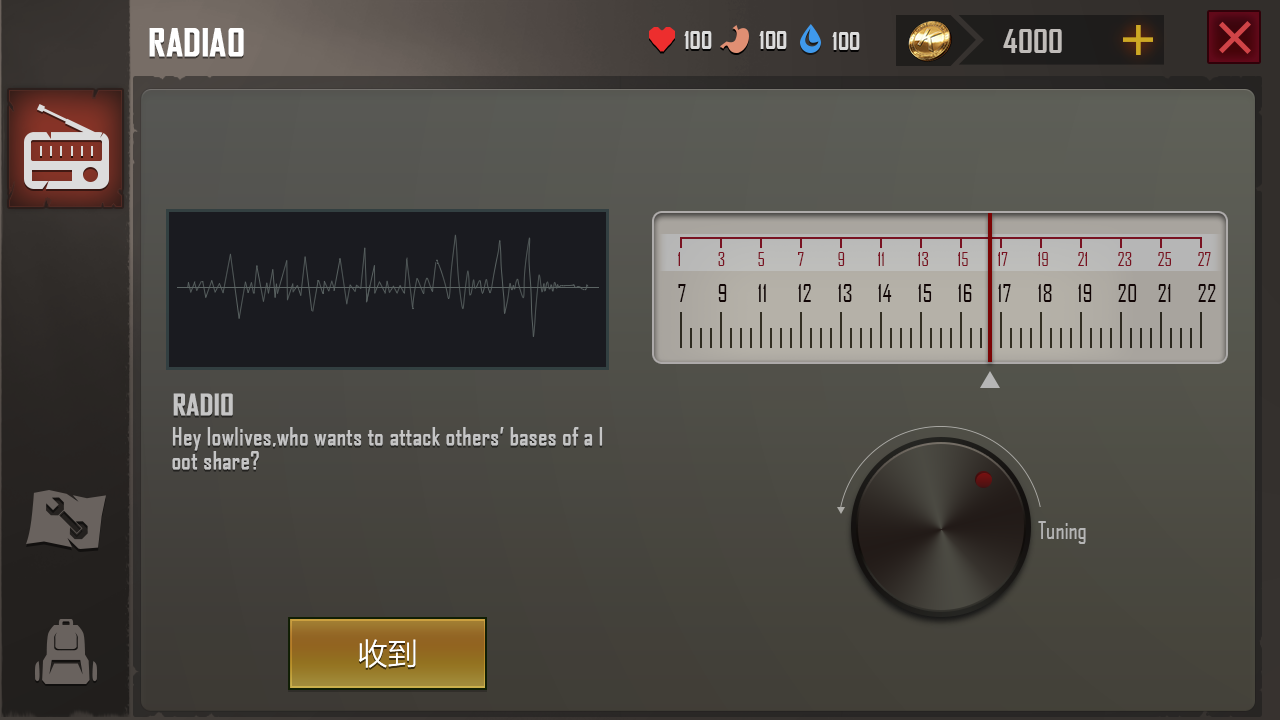 RADIAO
100 100 100
4000
1 3 5 7 9 11 13 15 17 19 21 23 25 27
7 9 11 12 13 14 15 16 17 18 19 20 21 22
RADIO
Hey lowlives,who wants to attack others' bases of a l
oot share?
Tuning
收到